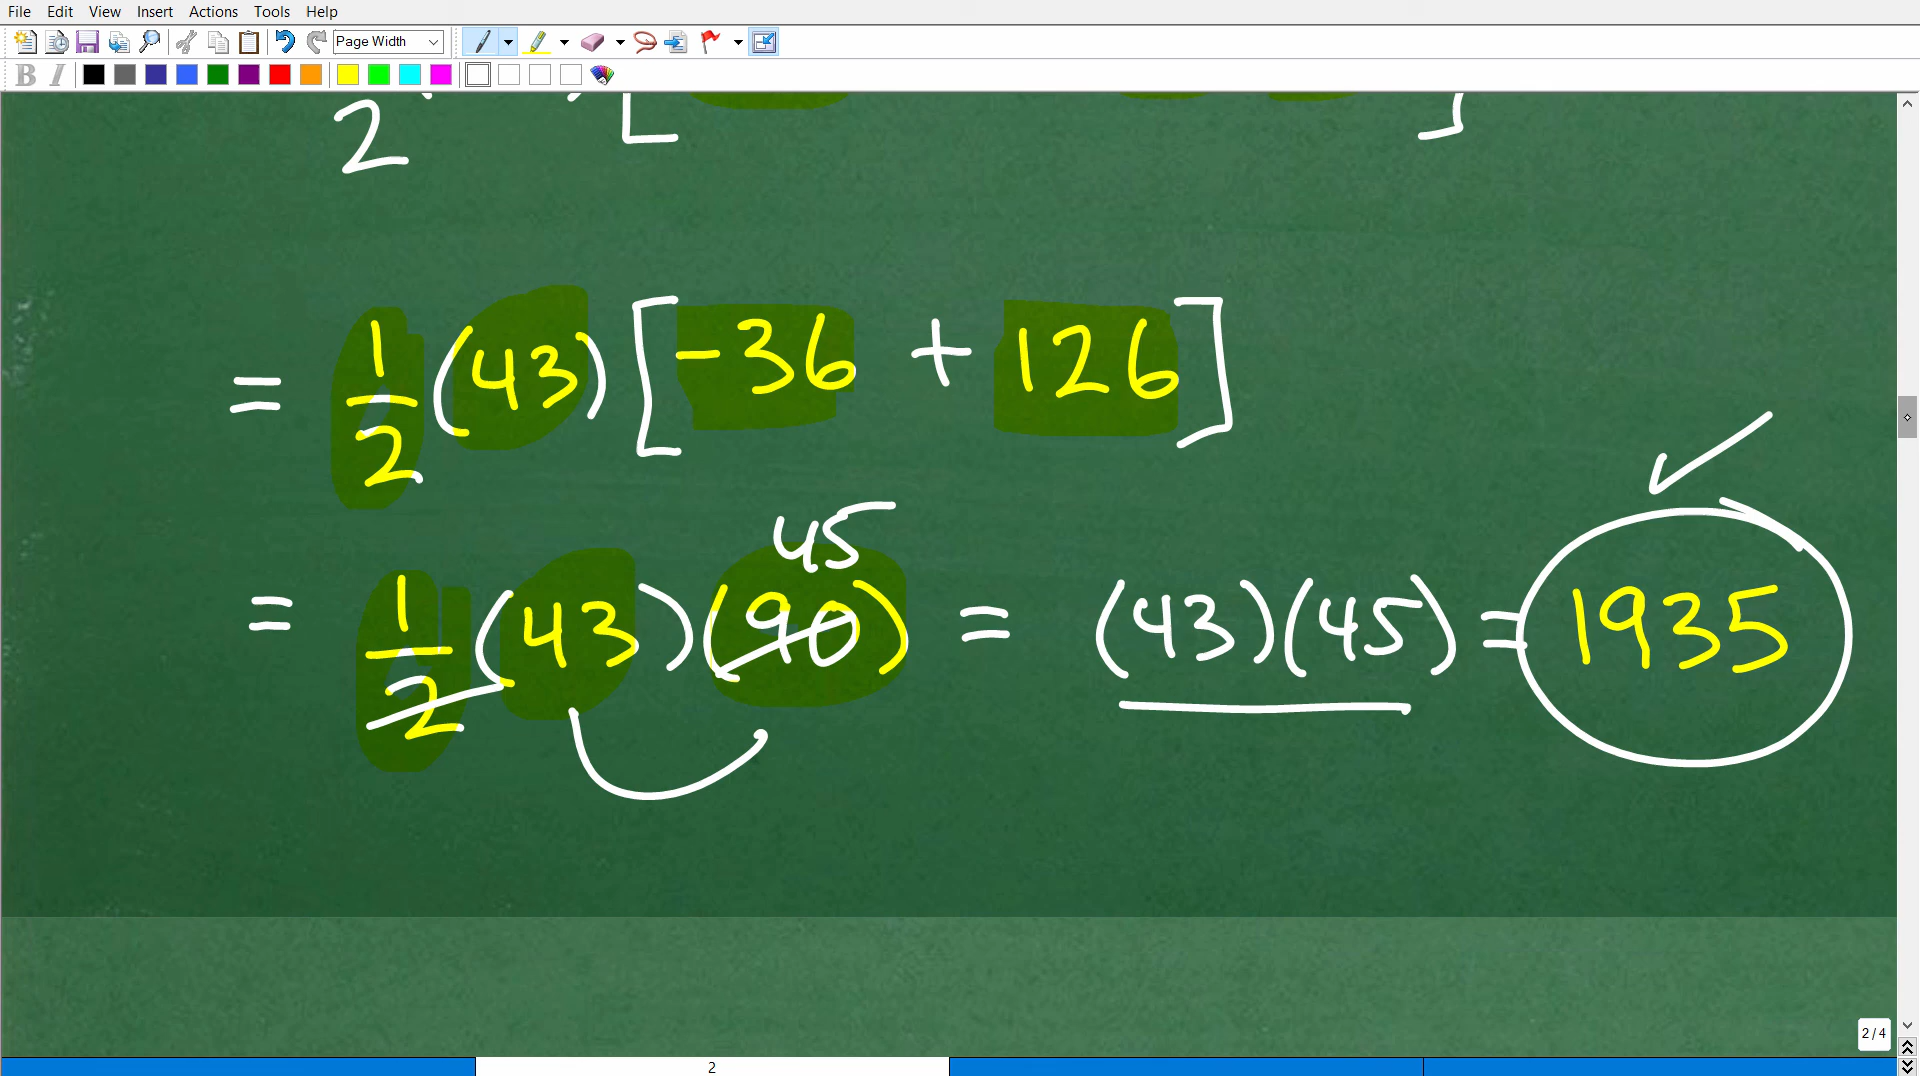 File Edit View Insert Actions Tools Help
Page Width
B I
2 [ ]
= 1/2 (43) [-36 + 126]
45
= 1/2 (43)(90) = (43)(45) = 1935
2/4
2